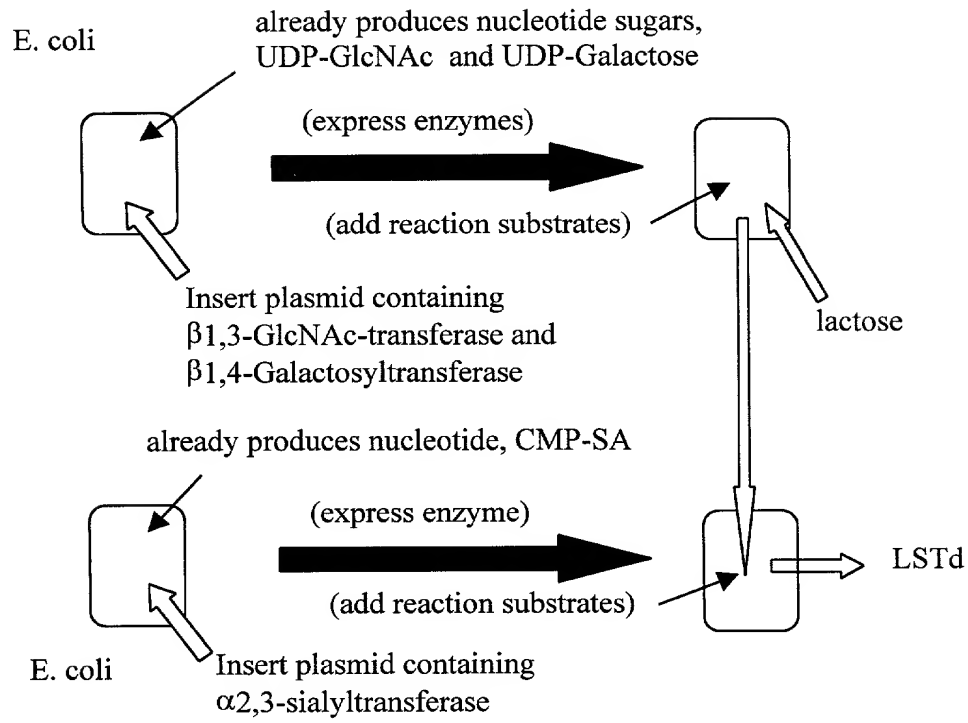 E. coli
already produces nucleotide sugars,
UDP-GlcNAc and UDP-Galactose
(express enzymes)
(add reaction substrates)
Insert plasmid containing
β1,3-GlcNAc-transferase and
β1,4-Galactosyltransferase
lactose
already produces nucleotide, CMP-SA
(express enzyme)
(add reaction substrates)
LSTd
E. coli
Insert plasmid containing
α2,3-sialyltransferase